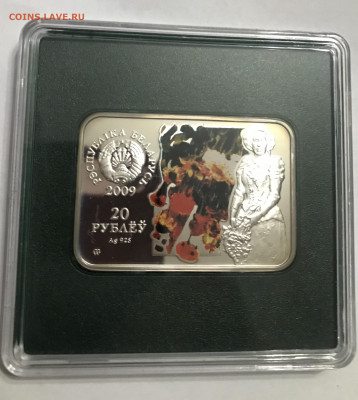 COINS.LAVE.RU
РЭСПУБЛІКА БЕЛАРУСЬ
2009
20
РУБЛЁЎ
Ag 925